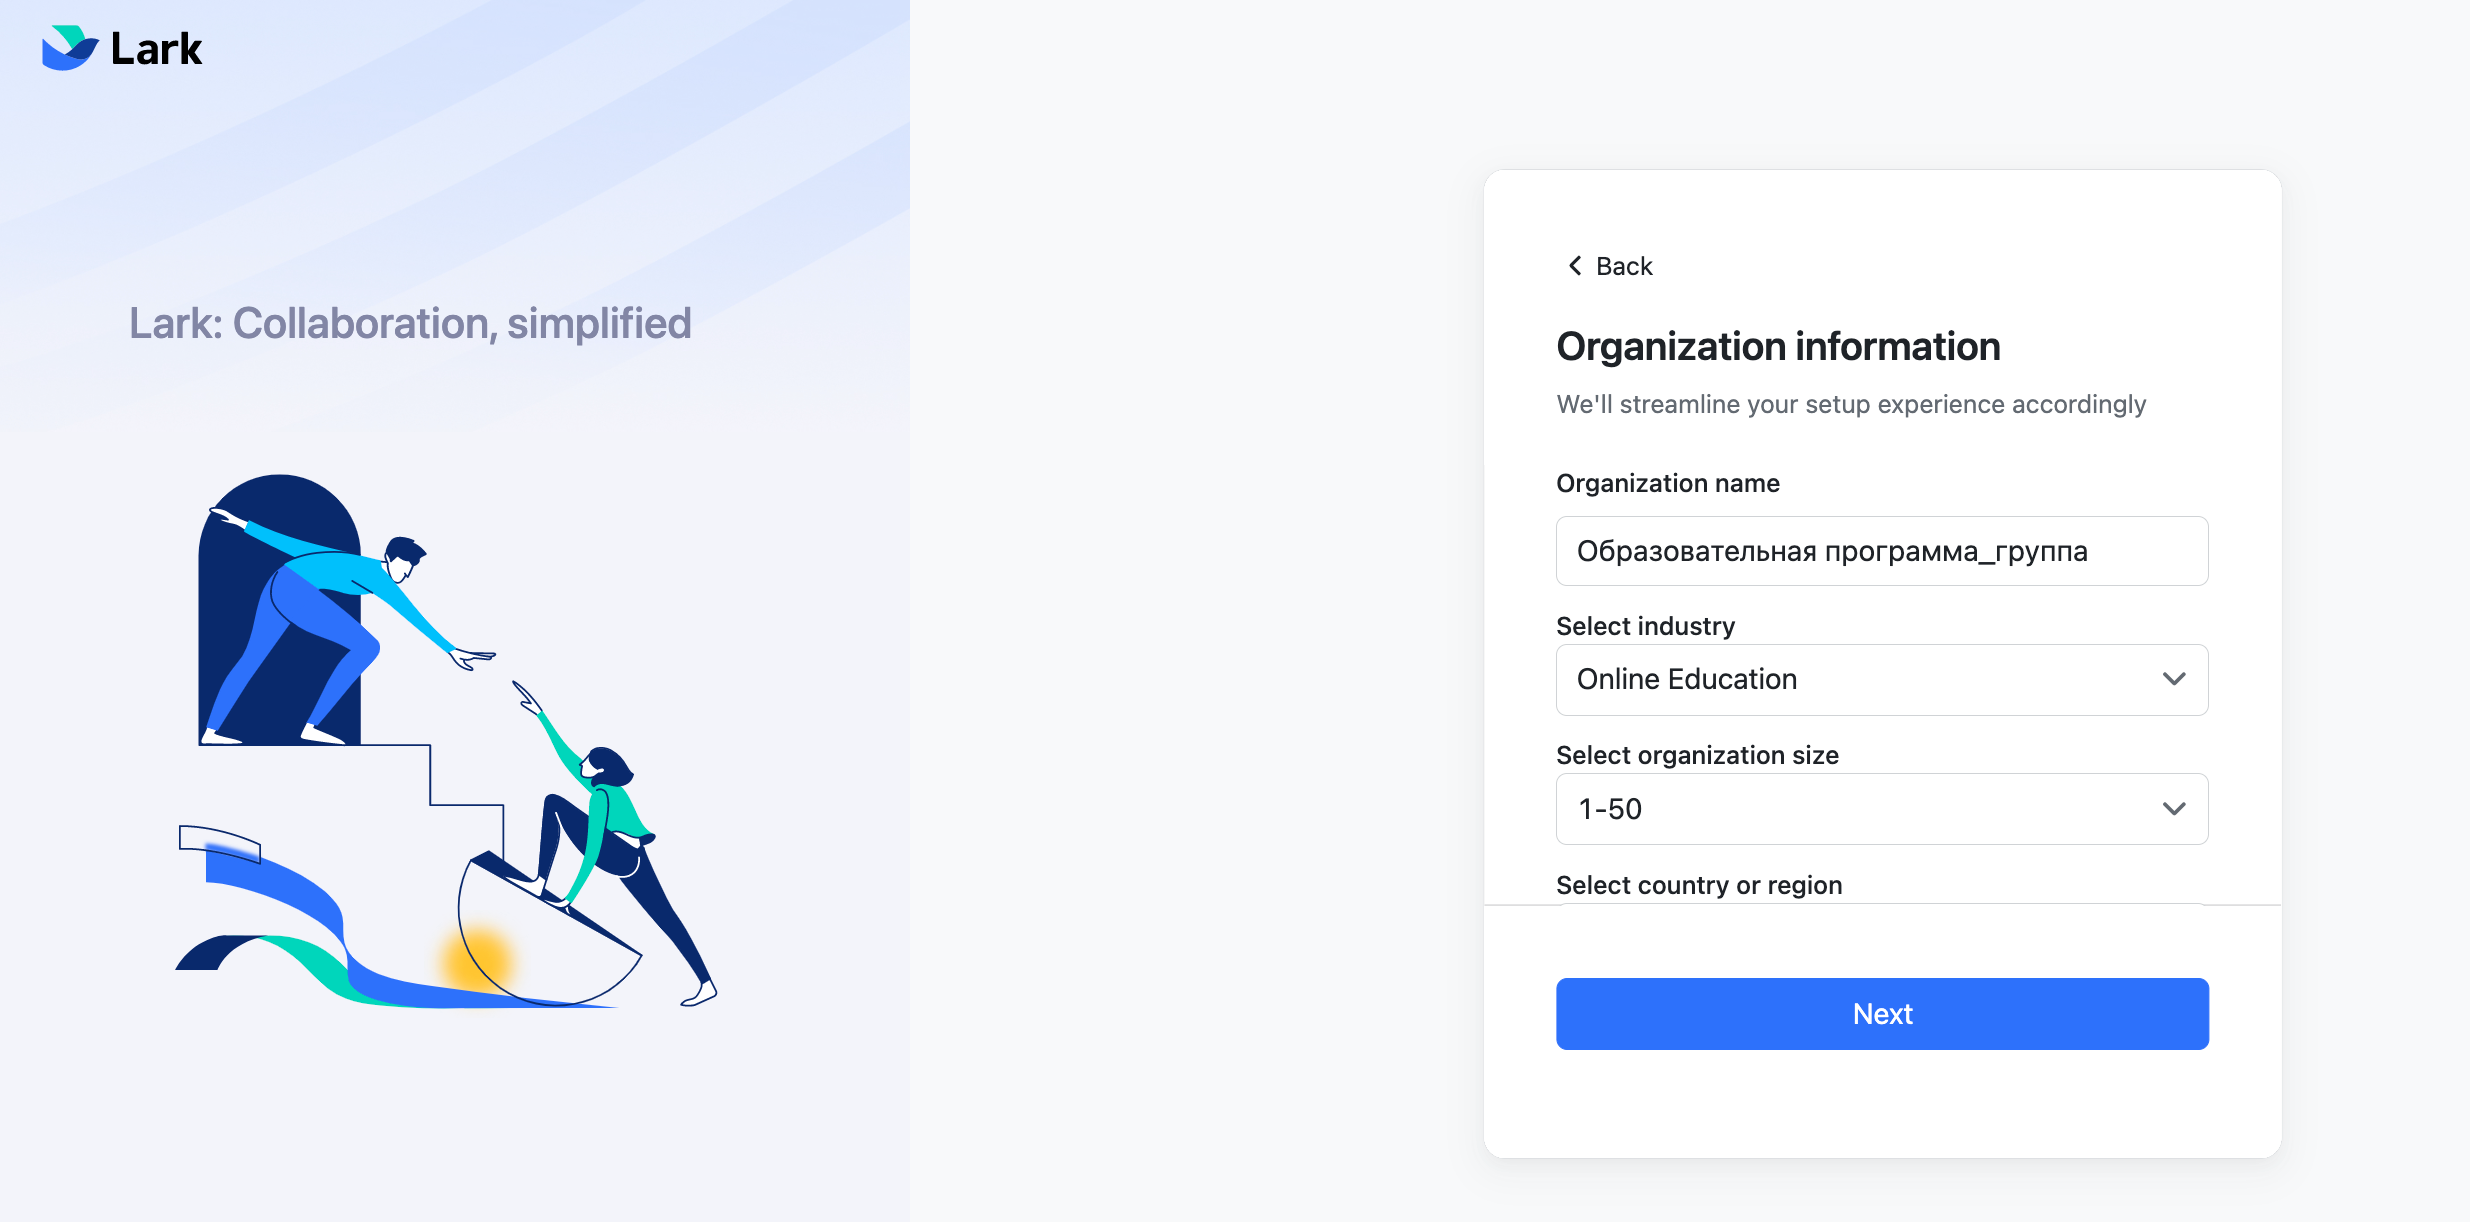 Lark
Lark: Collaboration, simplified
Back
Organization information
We'll streamline your setup experience accordingly
Organization name
Образовательная программа_группа
Select industry
Online Education
Select organization size
1-50
Select country or region
Next